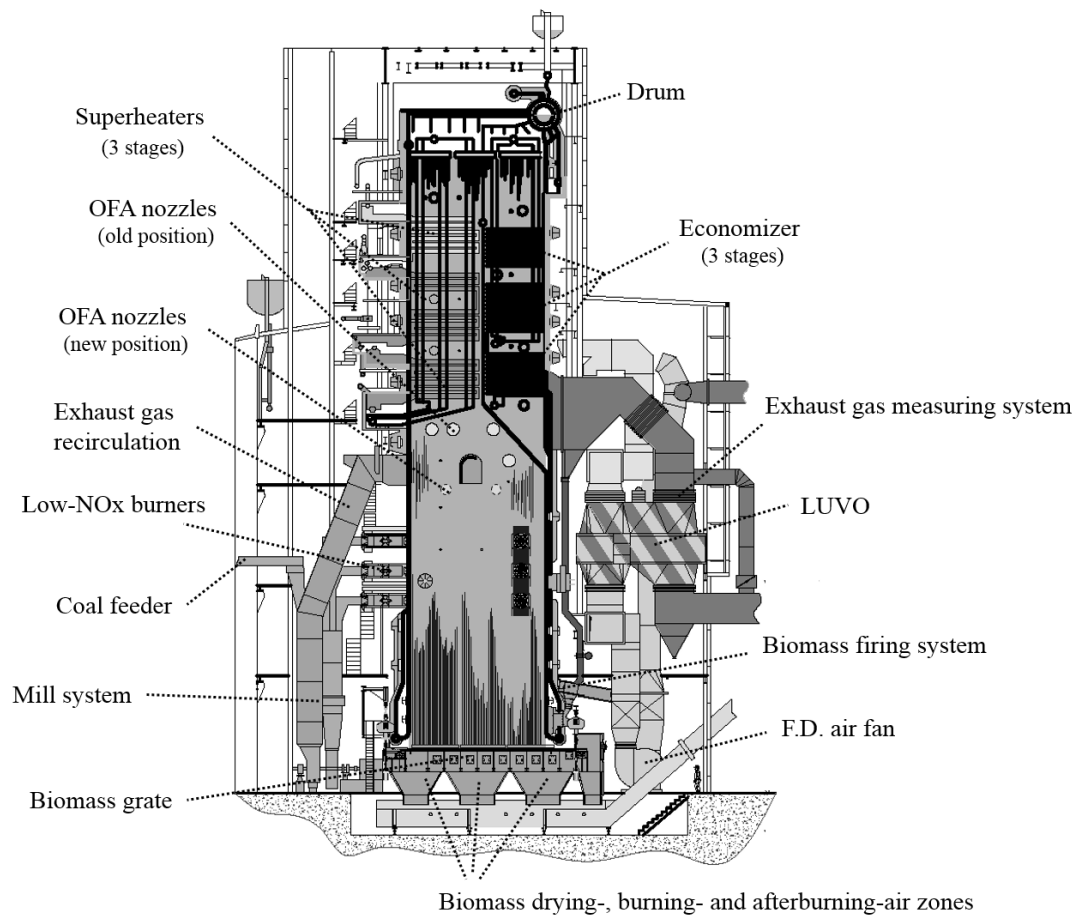 Drum
Superheaters
(3 stages)
OFA nozzles
(old position)
Economizer
(3 stages)
OFA nozzles
(new position)
Exhaust gas
recirculation
Exhaust gas measuring system
Low-NOx burners
LUVO
Coal feeder
Biomass firing system
Mill system
F.D. air fan
Biomass grate
Biomass drying-, burning- and afterburning-air zones